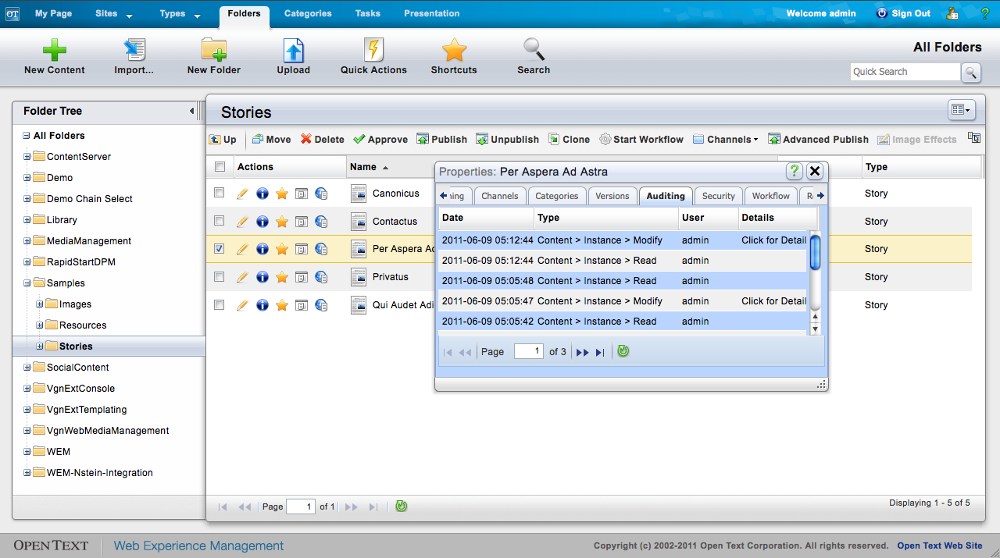 OT My Page Sites Types Folders Categories Tasks Presentation Welcome admin Sign Out ?
New Content Import... New Folder Upload Quick Actions Shortcuts Search
All Folders
Quick Search
Folder Tree
All Folders
ContentServer
Demo
Demo Chain Select
Library
MediaManagement
RapidStartDPM
Samples
Images
Resources
Stories
SocialContent
VgnExtConsole
VgnExtTemplating
VgnWebMediaManagement
WEM
WEM-Nstein-Integration
Stories
Up Move Delete Approve Publish Unpublish Clone Start Workflow Channels Advanced Publish Image Effects
Actions Name Type
Canonicus Story
Contactus Story
Per Aspera Ad Story
Privatus Story
Qui Audet Adi Story
Properties: Per Aspera Ad Astra ?
ning Channels Categories Versions Auditing Security Workflow
Date Type User Details
2011-06-09 05:12:44 Content > Instance > Modify admin Click for Detail
2011-06-09 05:12:44 Content > Instance > Read admin
2011-06-09 05:05:48 Content > Instance > Read admin
2011-06-09 05:05:47 Content > Instance > Modify admin Click for Detail
2011-06-09 05:05:42 Content > Instance > Read admin
Page 1 of 3
Page 1 of 1
Displaying 1 - 5 of 5
OPEN TEXT Web Experience Management
Copyright (c) 2002-2011 Open Text Corporation. All rights reserved. Open Text Web Site